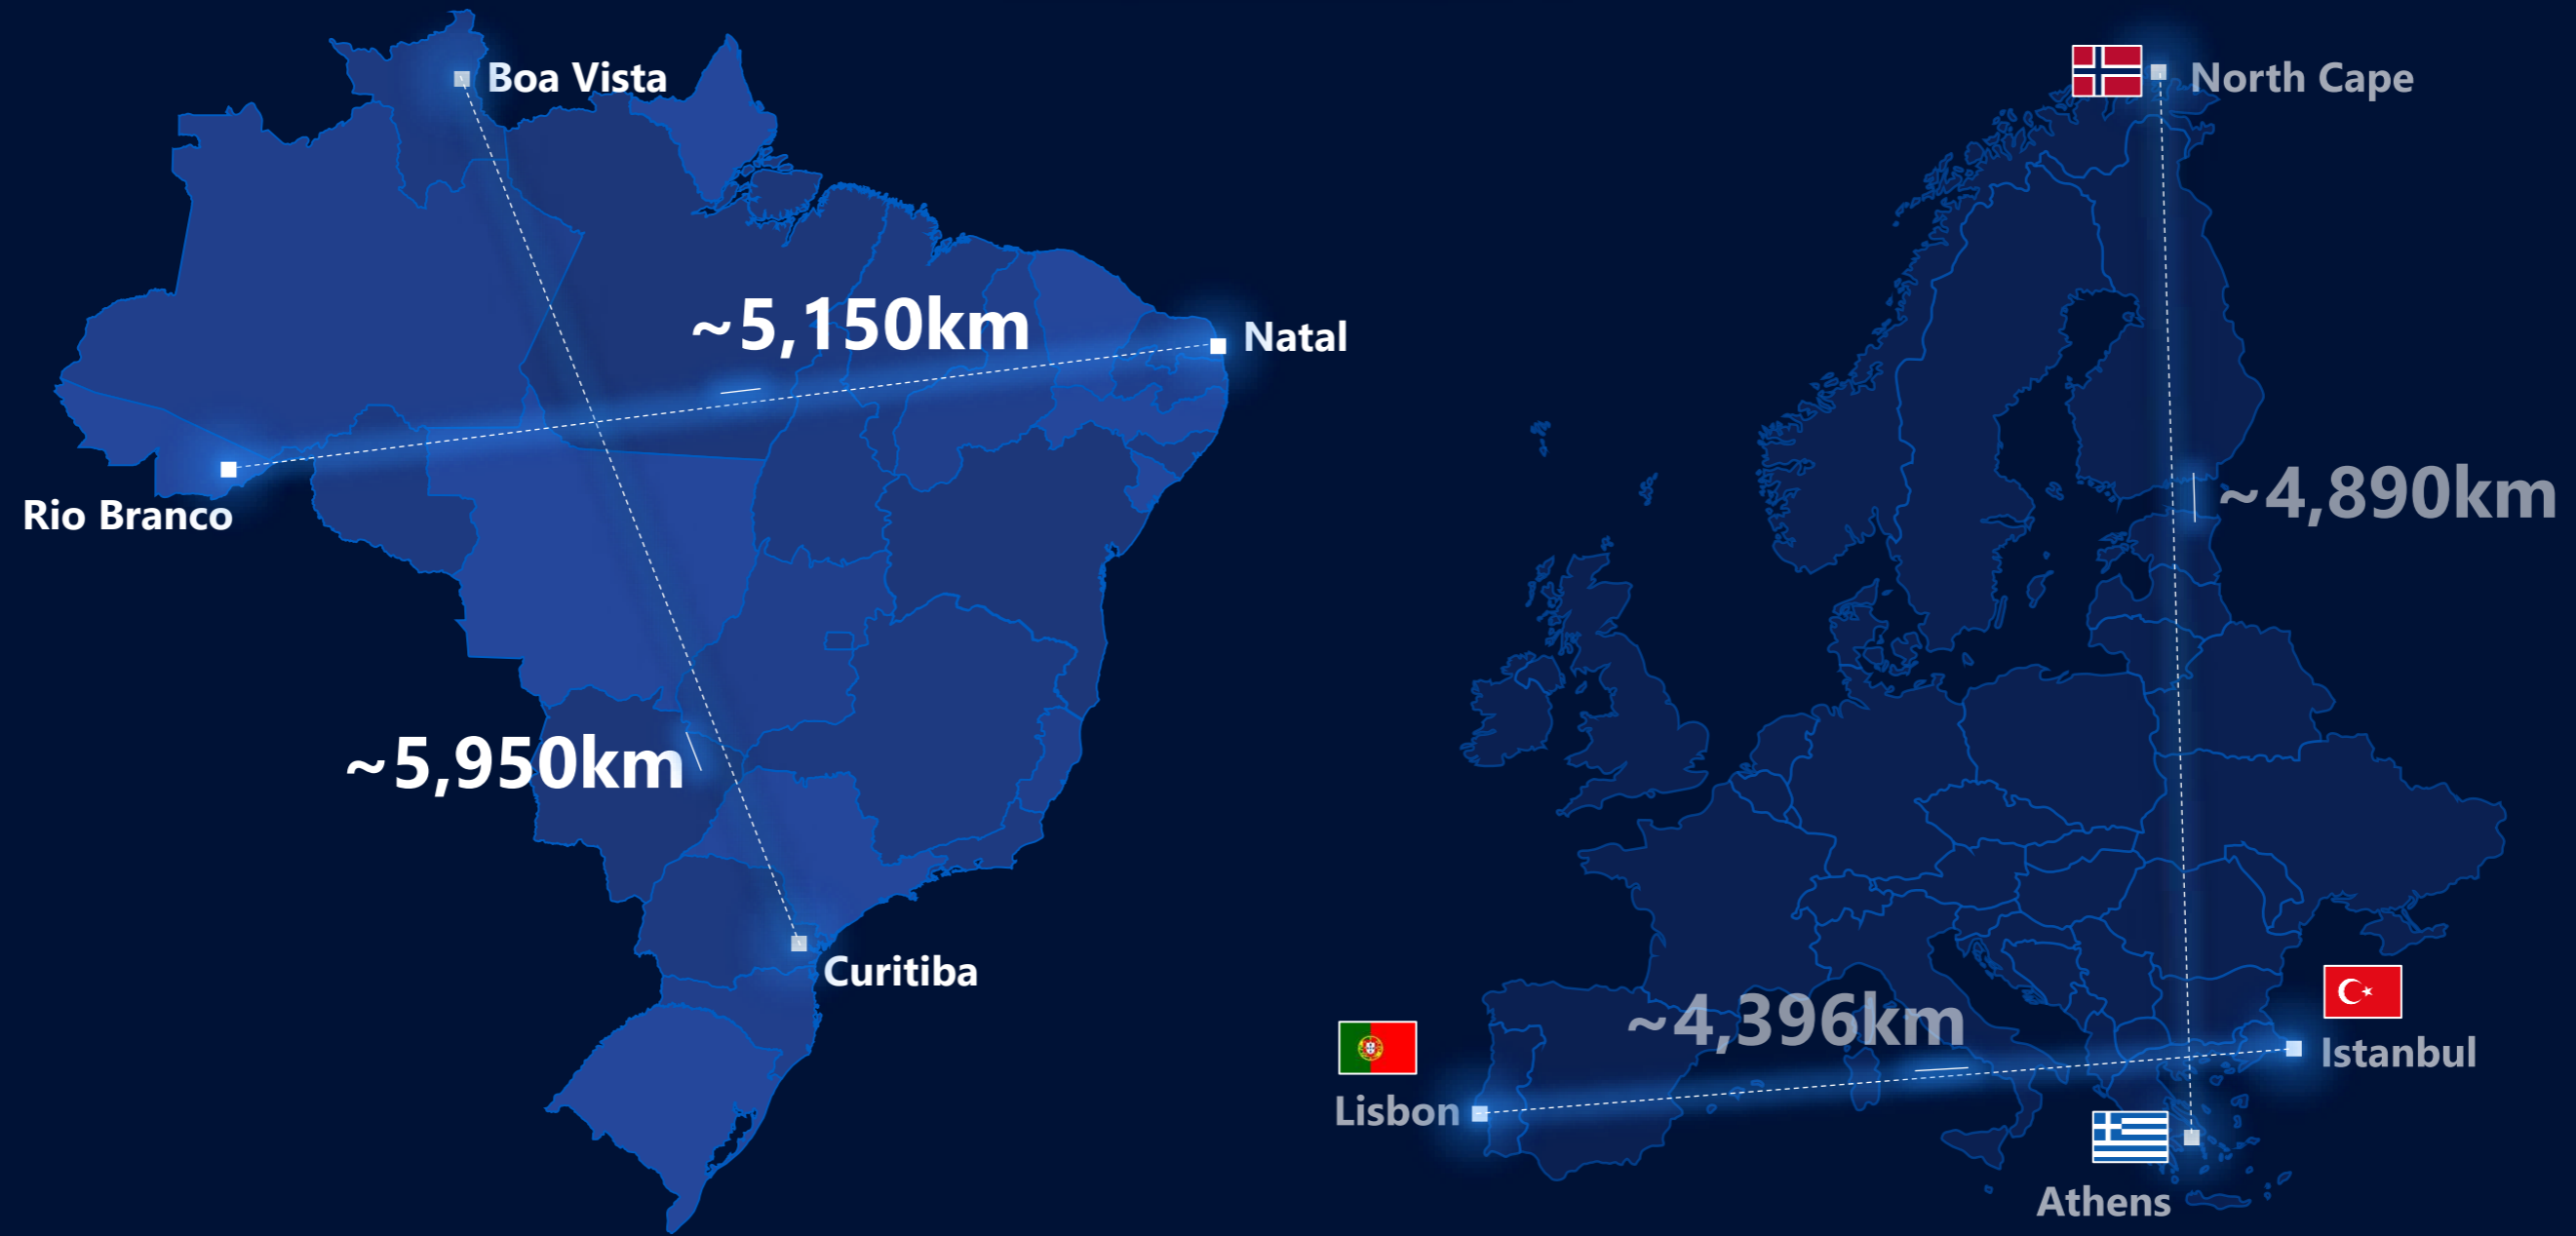 Boa Vista
~5,150km
Natal
Rio Branco
~5,950km
Curitiba
North Cape
~4,890km
~4,396km
Istanbul
Lisbon
Athens